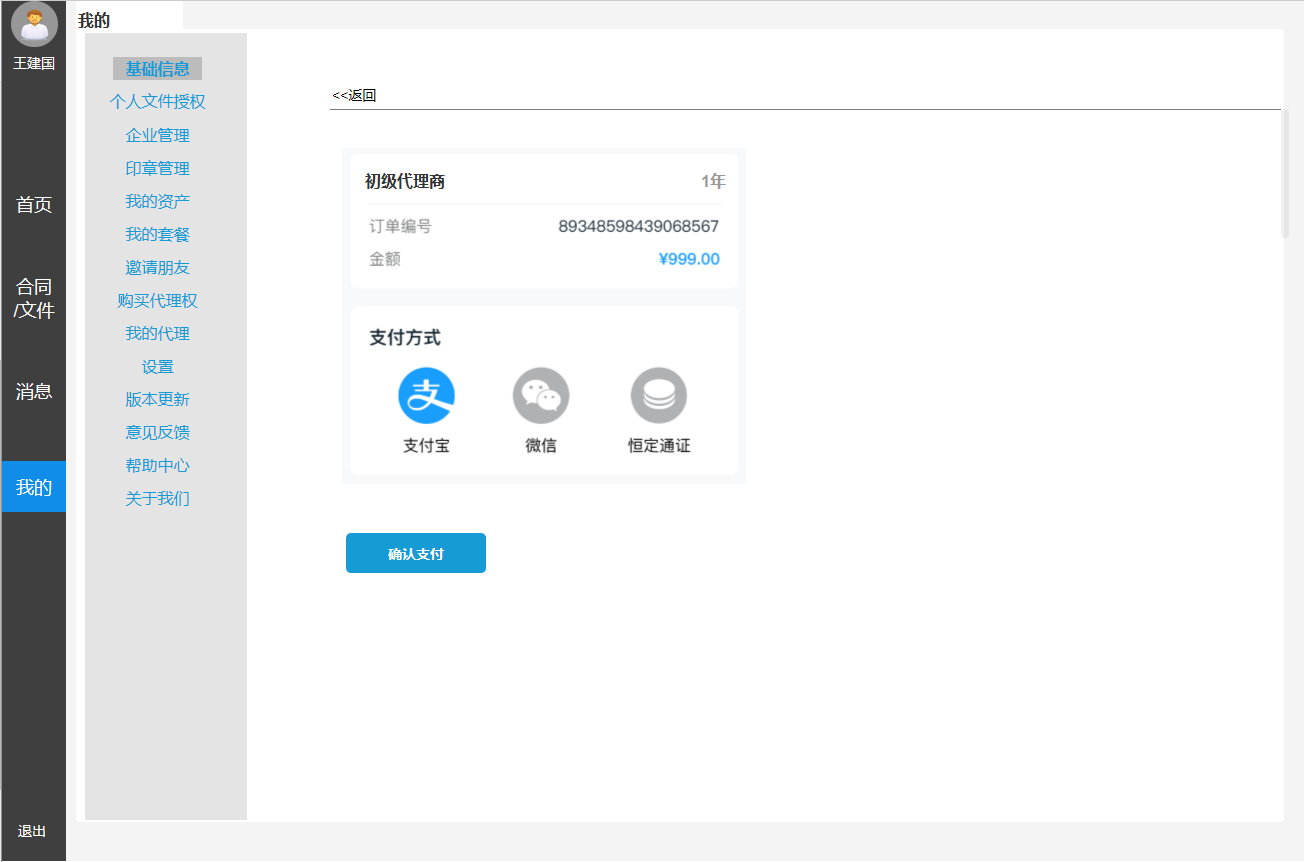 王建国
首页
合同
/文件
消息
我的
退出
我的
基础信息
个人文件授权
企业管理
印章管理
我的资产
我的套餐
邀请朋友
购买代理权
我的代理
设置
版本更新
意见反馈
帮助中心
关于我们
<<返回
初级代理商 1年
订单编号 89348598439068567
金额 ¥999.00
支付方式
支
支付宝 微信 恒定通证
确认支付